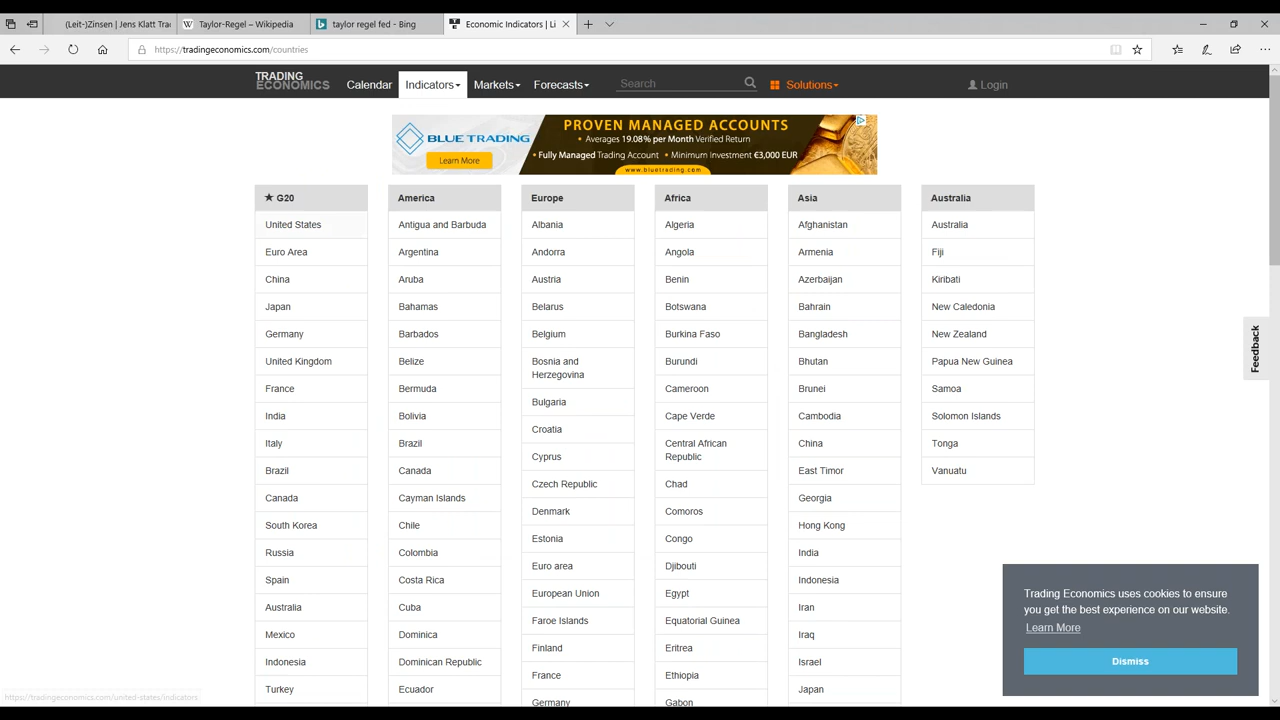 (Leit-)Zinsen | Jens Klatt Tra
Taylor-Regel – Wikipedia
taylor regel fed - Bing
Economic Indicators | Li
https://tradingeconomics.com/countries
TRADING
ECONOMICS
Calendar
Indicators
Markets
Forecasts
Search
Solutions
Login
BLUE TRADING
Learn More
PROVEN MANAGED ACCOUNTS
• Averages 19.08% per Month Verified Return
• Fully Managed Trading Account • Minimum Investment €3,000 EUR
www.bluetrading.com
G20
United States
Euro Area
China
Japan
Germany
United Kingdom
France
India
Italy
Brazil
Canada
South Korea
Russia
Spain
Australia
Mexico
Indonesia
Turkey
America
Antigua and Barbuda
Argentina
Aruba
Bahamas
Barbados
Belize
Bermuda
Bolivia
Brazil
Canada
Cayman Islands
Chile
Colombia
Costa Rica
Cuba
Dominica
Dominican Republic
Ecuador
Europe
Albania
Andorra
Austria
Belarus
Belgium
Bosnia and
Herzegovina
Bulgaria
Croatia
Cyprus
Czech Republic
Denmark
Estonia
Euro area
European Union
Faroe Islands
Finland
France
Germany
Africa
Algeria
Angola
Benin
Botswana
Burkina Faso
Burundi
Cameroon
Cape Verde
Central African
Republic
Chad
Comoros
Congo
Djibouti
Egypt
Equatorial Guinea
Eritrea
Ethiopia
Gabon
Asia
Afghanistan
Armenia
Azerbaijan
Bahrain
Bangladesh
Bhutan
Brunei
Cambodia
China
East Timor
Georgia
Hong Kong
India
Indonesia
Iran
Iraq
Israel
Japan
Australia
Australia
Fiji
Kiribati
New Caledonia
New Zealand
Papua New Guinea
Samoa
Solomon Islands
Tonga
Vanuatu
Feedback
Trading Economics uses cookies to ensure
you get the best experience on our website.
Learn More
Dismiss
https://tradingeconomics.com/united-states/indicators